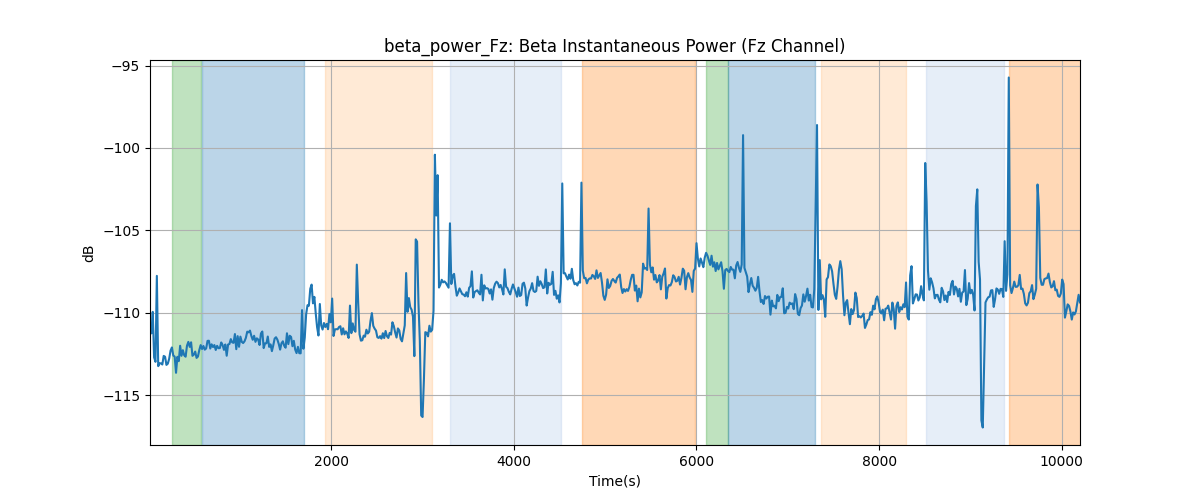 beta_power_Fz: Beta Instantaneous Power (Fz Channel)
−95
−100
−105
−110
−115
dB
2000 4000 6000 8000 10000
Time(s)